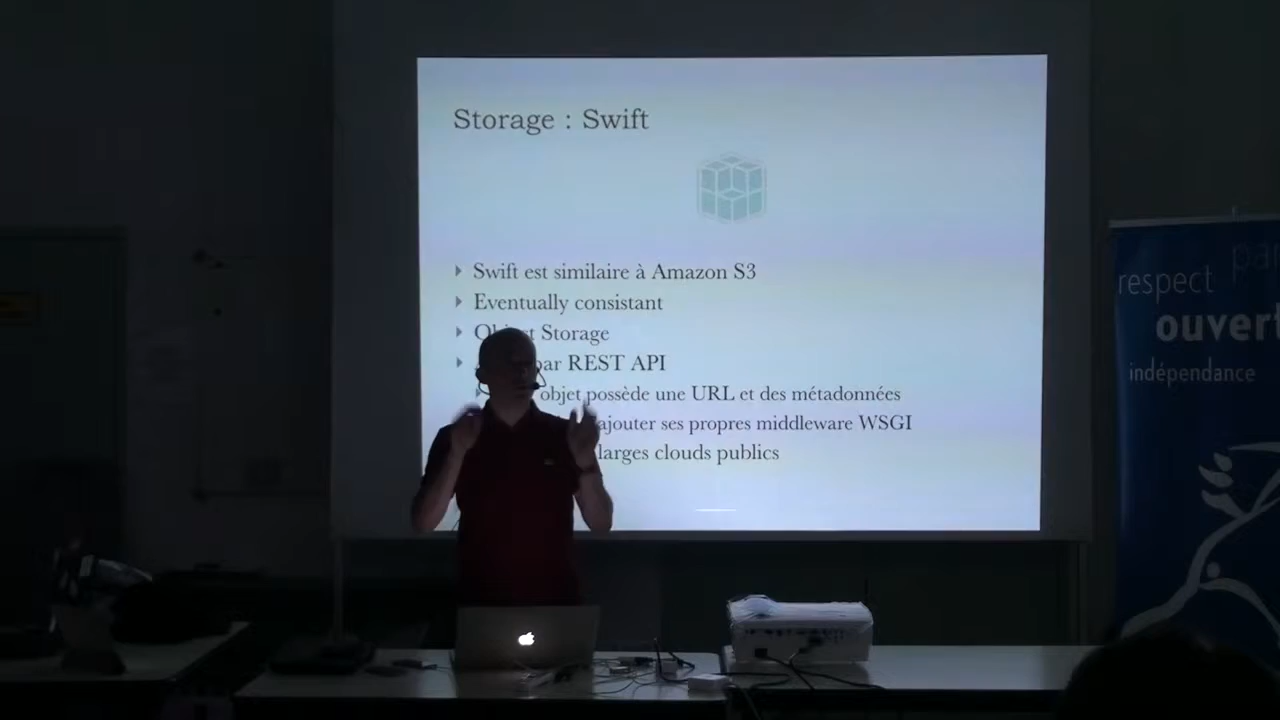 Storage : Swift
Swift est similaire à Amazon S3
Eventually consistant
Object Storage
par REST API
objet possède une URL et des métadonnées
ajouter ses propres middleware WSGI
larges clouds publics
respect
ouvert
indépendance